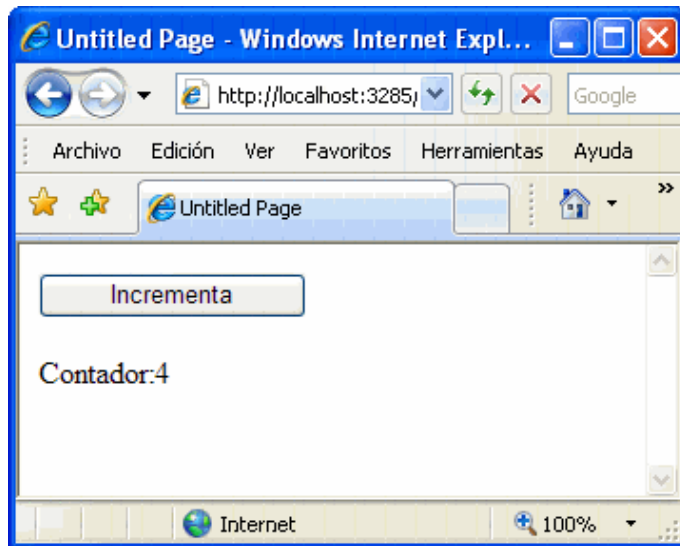 Untitled Page - Windows Internet Expl...
http://localhost:3285/
Google
Archivo Edición Ver Favoritos Herramientas Ayuda
Untitled Page
Incrementa
Contador:4
Internet
100%